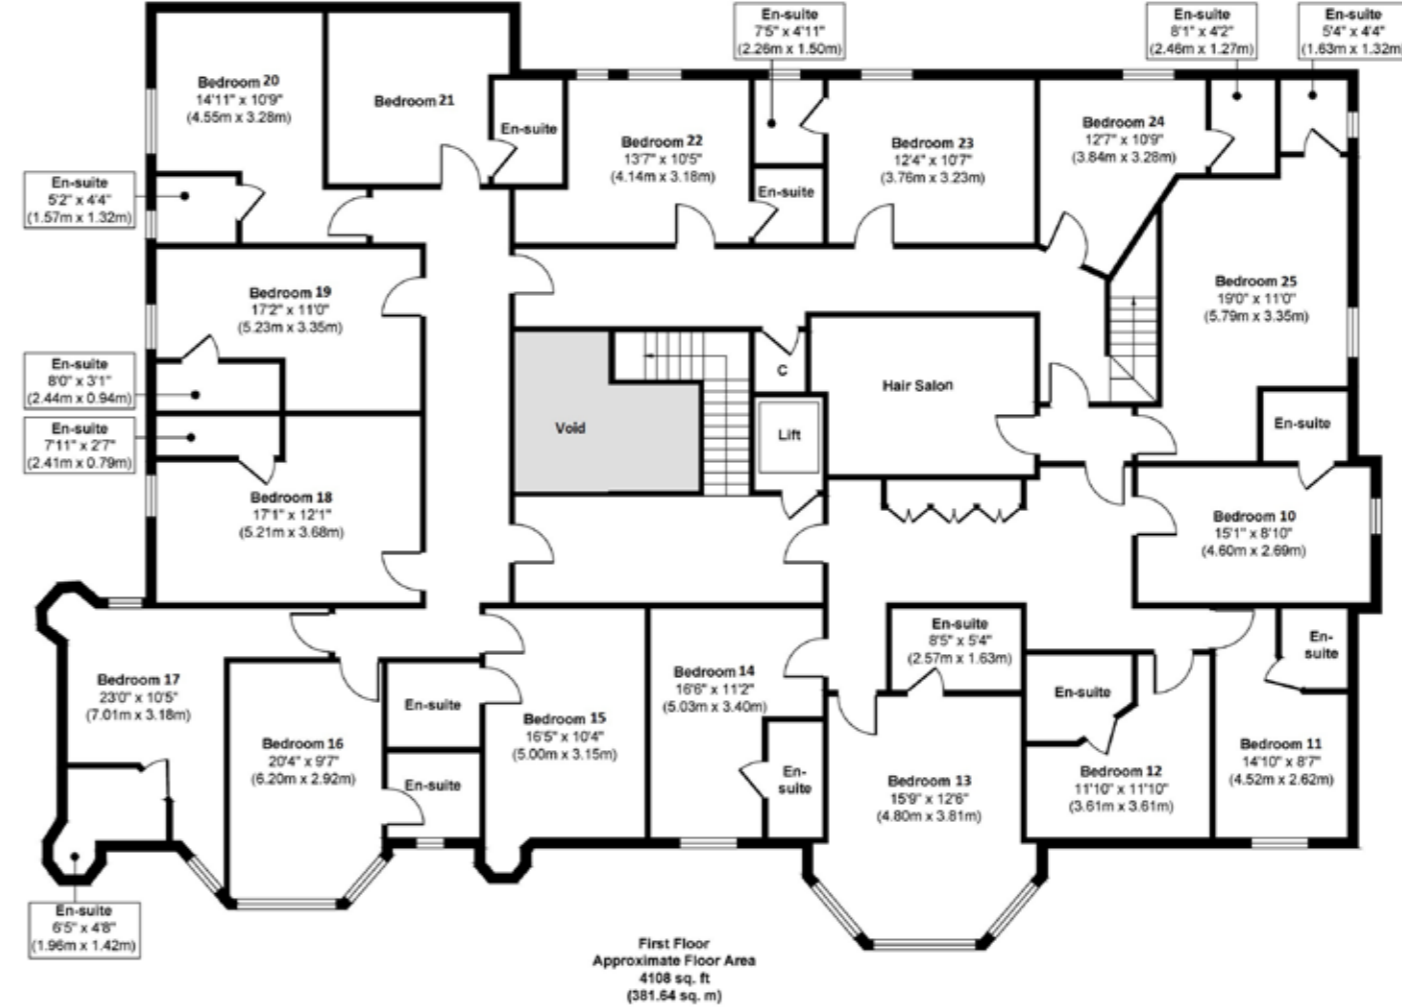 En-suite
7'5" x 4'11"
(2.26m x 1.50m)
En-suite
8'1" x 4'2"
(2.46m x 1.27m)
En-suite
5'4" x 4'4"
(1.63m x 1.32m)
Bedroom 20
14'11" x 10'9"
(4.55m x 3.28m)
Bedroom 21
En-suite
Bedroom 22
13'7" x 10'5"
(4.14m x 3.18m)
En-suite
Bedroom 23
12'4" x 10'7"
(3.76m x 3.23m)
Bedroom 24
12'7" x 10'9"
(3.84m x 3.28m)
En-suite
5'2" x 4'4"
(1.57m x 1.32m)
Bedroom 19
17'2" x 11'0"
(5.23m x 3.35m)
Bedroom 25
19'0" x 11'0"
(5.79m x 3.35m)
En-suite
8'0" x 3'1"
(2.44m x 0.94m)
C
Hair Salon
En-suite
7'11" x 2'7"
(2.41m x 0.79m)
Void
Lift
En-suite
Bedroom 18
17'1" x 12'1"
(5.21m x 3.68m)
Bedroom 10
15'1" x 8'10"
(4.60m x 2.69m)
En-suite
8'5" x 5'4"
(2.57m x 1.63m)
En-
suite
Bedroom 17
23'0" x 10'5"
(7.01m x 3.18m)
Bedroom 14
16'6" x 11'2"
(5.03m x 3.40m)
En-suite
En-suite
Bedroom 15
16'5" x 10'4"
(5.00m x 3.15m)
Bedroom 16
20'4" x 9'7"
(6.20m x 2.92m)
En-suite
En-
suite
Bedroom 13
15'9" x 12'6"
(4.80m x 3.81m)
Bedroom 12
11'10" x 11'10"
(3.61m x 3.61m)
Bedroom 11
14'10" x 8'7"
(4.52m x 2.62m)
En-suite
6'5" x 4'8"
(1.96m x 1.42m)
First Floor
Approximate Floor Area
4108 sq. ft
(381.64 sq. m)